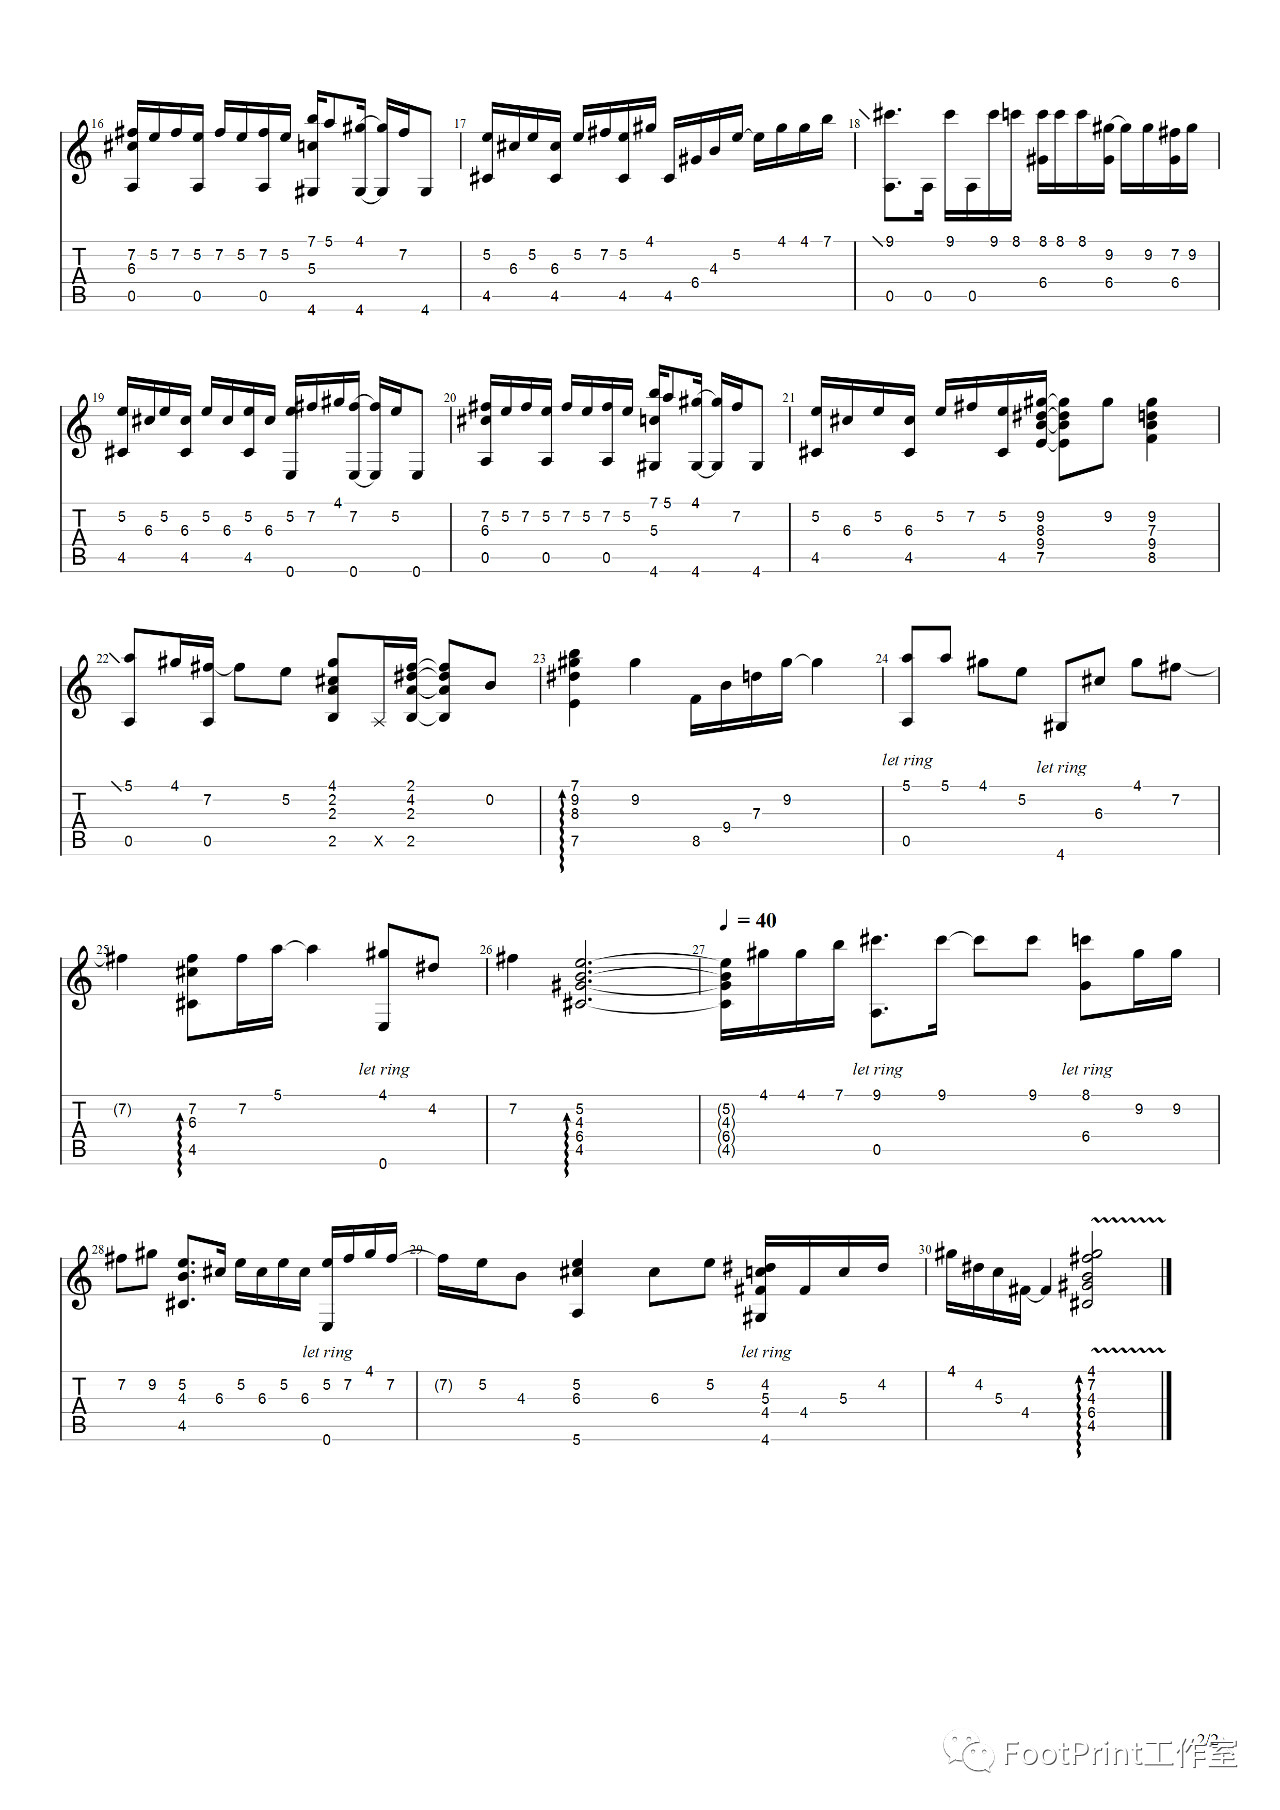 16 17 18
7 5 4 4 4 4 7 9 9 9 8 8 8 8
T 7 5 7 5 7 5 7 5 7 5 5 5 7 5 5 9 9 7 9
A 6 5 6 6 4
6 6 6 6
B 0 0 0 4 4 4 4 0 0 0
4 4 4
19 20 21
4 7 5 4
T 5 5 5 5 5 7 7 5 7 5 7 5 7 5 7 5 7 5 5 5 7 5 9 9 9
A 6 6 6 6 6 5 6 6 8 7
9 9
B 4 4 4 0 0 0 4 4 4 7 8
0 0 0 4 4 4
22 23 24
let ring let ring
5 4 4 2 7 5 5 4 4
T 7 5 2 4 0 9 9 9 5 7
A 2 2 8 7 6
9
B 0 0 2 X 2 7 8 0
4
= 40
25 26 27
let ring let ring let ring
5 4 4 4 7 9 9 9 8
T (7) 7 7 4 7 5 (5) 9 9
A 6 4 (4)
6 (6) 6
B 4 4 (4) 0
0
28 29 30
let ring let ring
4 4 4
T 7 9 5 5 5 5 7 7 (7) 5 5 5 4 4 4 7
A 4 6 6 6 4 6 6 5 5 5 4
4 4 4 6
B 4 4
0 5 4
2/2
FootPrint工作室